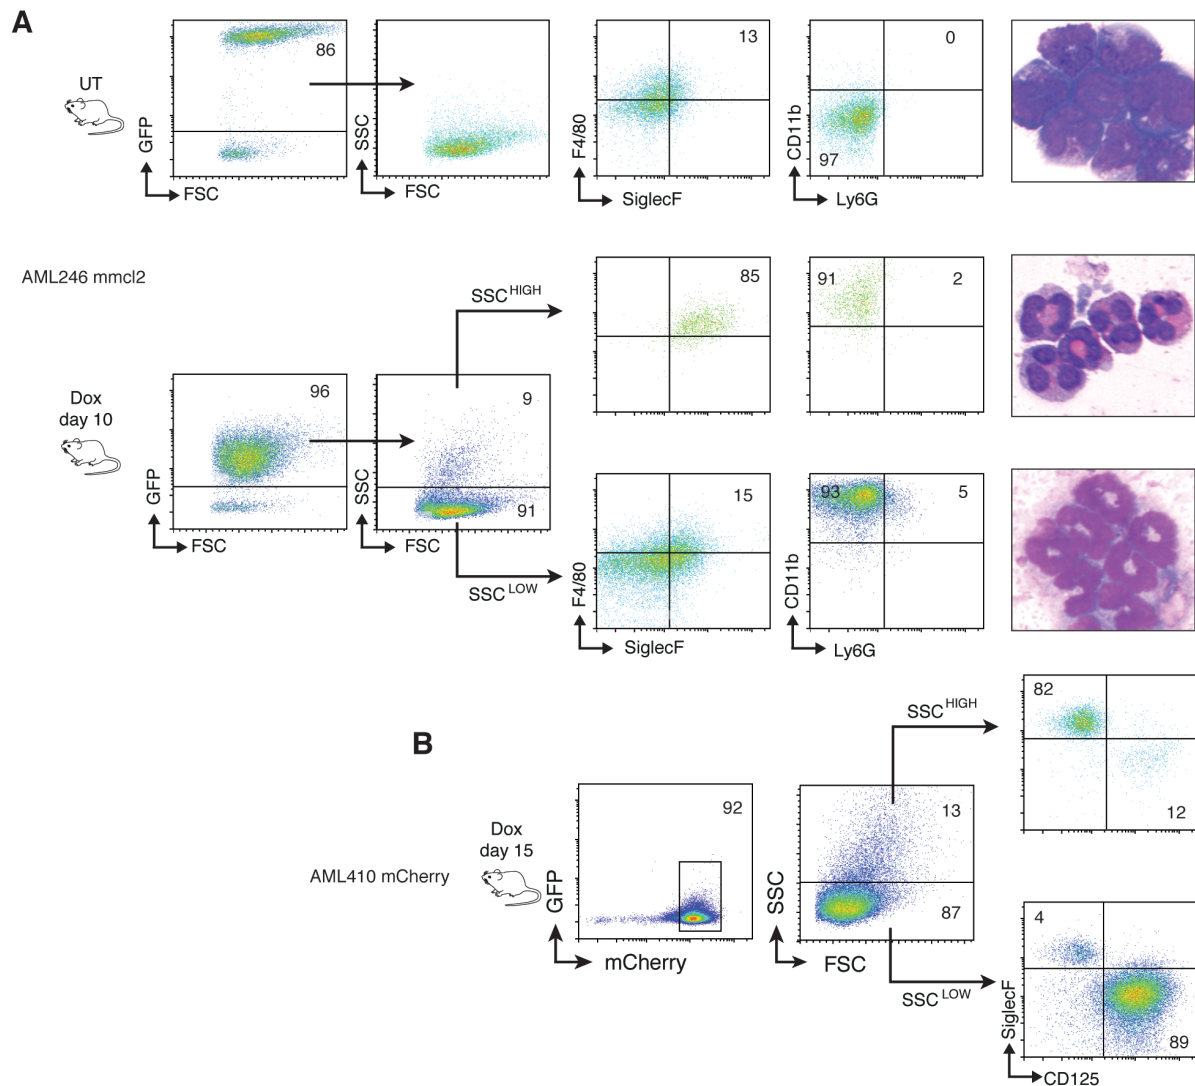 A
UT
GFP
FSC
86
SSC
FSC
F4/80
SiglecF
13
CD11b
Ly6G
0
97
AML246 mmcl2
SSC HIGH
85
91
2
Dox
day 10
GFP
FSC
96
SSC
FSC
9
91
SSC LOW
F4/80
SiglecF
15
CD11b
Ly6G
93
5
B
SSC HIGH
82
12
AML410 mCherry
Dox
day 15
GFP
mCherry
92
SSC
FSC
13
87
SSC LOW
4
89
SiglecF
CD125